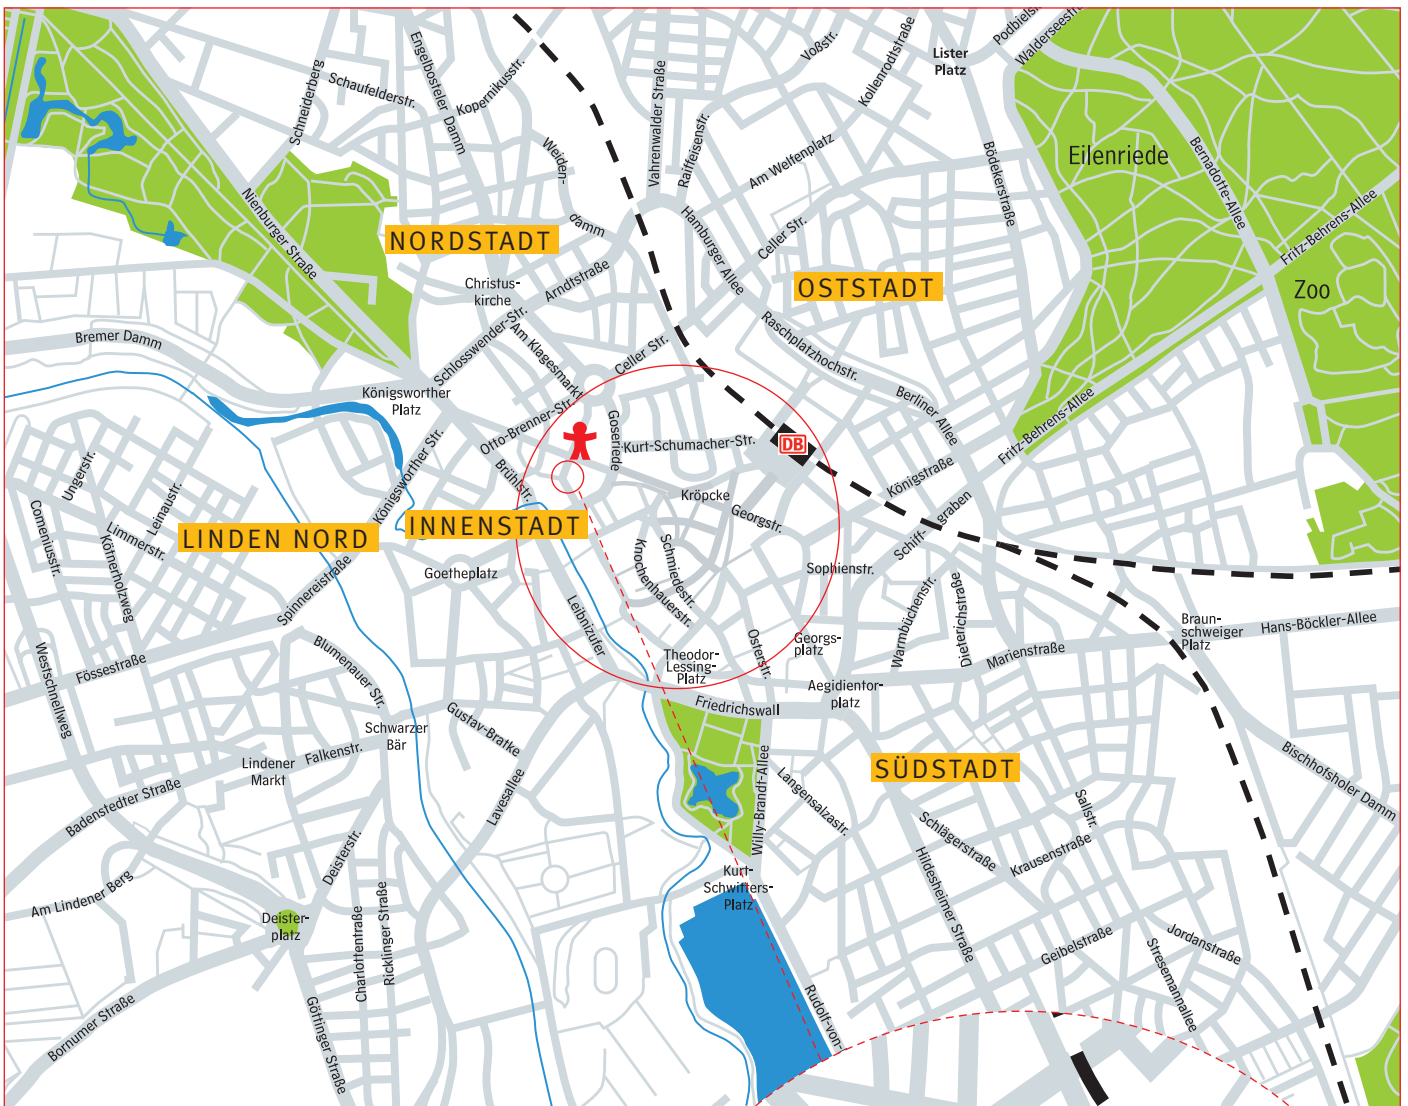 Podbielski
Walderseestr.
Voßstr.
Kollenrodtstraße
Lister
Platz
Engelbosteler
Damm
Kopernikusstr.
Schneiderberg
Schaufelderstr.
Vahrenwalder Straße
Raiffeisenstr.
Am Welfenplatz
Bödekerstraße
Eilenriede
Bernadotte-Allee
Fritz-Behrens-Allee
Zoo
Weiden-
damm
Nienburger Straße
NORDSTADT
Hamburger Allee
Celler Str.
OSTSTADT
Christus-
kirche
Arndtstraße
Schlosswender-Str.
Am Klagesmarkt
Celler Str.
Raschplatzhochstr.
Berliner Allee
Bremer Damm
Königsworther
Platz
Otto-Brenner-Str.
Goseriede
Kurt-Schumacher-Str.
DB
Fritz-Behrens-Allee
Königstraße
Schiff-
graben
Brühlstr.
Königsworther Str.
Kröpcke
Georgstr.
Ungerstr.
Leinaustr.
Limmerstr.
Comeniusstr.
Kötnerholzweg
LINDEN NORD
INNENSTADT
Goetheplatz
Spinnereistraße
Schmiedestr.
Knochenhauerstr.
Sophienstr.
Warmbüchenstr.
Dieterichstraße
Leibnizufer
Osterstr.
Georgs-
platz
Theodor-
Lessing-
Platz
Marienstraße
Braun-
schweiger
Platz
Hans-Böckler-Allee
Aegidientor-
platz
Friedrichswall
Westschnellweg
Fössestraße
Blumenauer Str.
Schwarzer
Bär
Gustav-Bratke
Lavesallee
Falkenstr.
Lindener
Markt
Badenstedter Straße
SÜDSTADT
Willy-Brandt-Allee
Langensalzastr.
Bischhofsholer Damm
Sallstr.
Schlägerstraße
Krausenstraße
Hildesheimer Straße
Deisterstr.
Am Lindener Berg
Deister-
platz
Charlottentraße
Ricklinger Straße
Kurt-
Schwitters-
Platz
Geibelstraße
Jordanstraße
Stresemannallee
Rudolf-von-
Bornumer Straße
Göttinger Straße